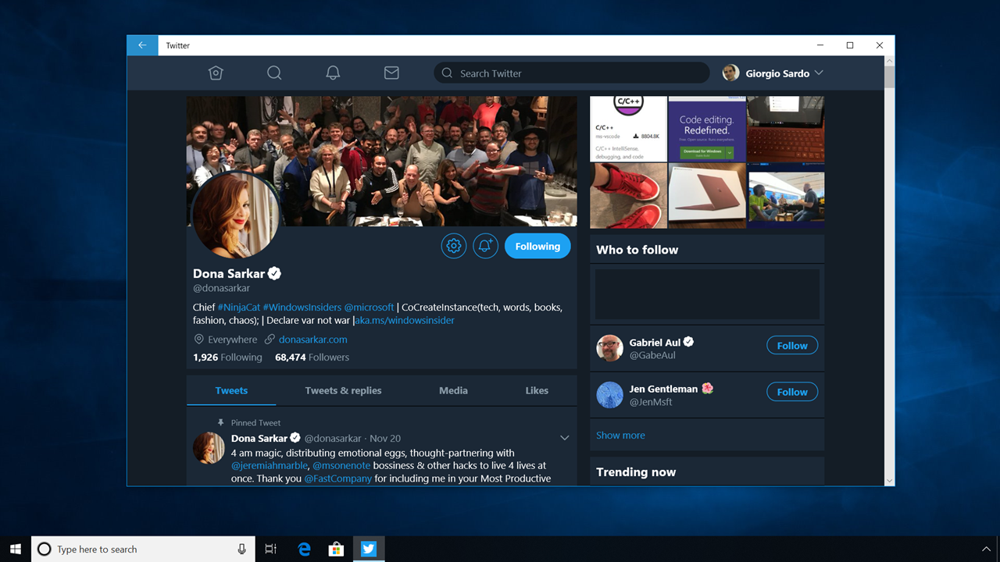 Twitter
Search Twitter
Giorgio Sardo
C/C++
C/C++
ms-vscode 8804.8K
C/C++ IntelliSense,
debugging, and code
Code editing.
Redefined.
Free. Open source. Runs everywhere.
Download for Windows
Following
Dona Sarkar
@donasarkar
Chief #NinjaCat #WindowsInsiders @microsoft | CoCreateInstance(tech, words, books,
fashion, chaos); | Declare var not war |aka.ms/windowsinsider
Everywhere donasarkar.com
1,926 Following 68,474 Followers
Tweets Tweets & replies Media Likes
Pinned Tweet
Dona Sarkar @donasarkar · Nov 20
4 am magic, distributing emotional eggs, thought-partnering with
@jeremiahmarble, @msonenote bossiness & other hacks to live 4 lives at
once. Thank you @FastCompany for including me in your Most Productive
Who to follow
Gabriel Aul Follow
@GabeAul
Jen Gentleman 🌺 Follow
@JenMsft
Show more
Trending now
Type here to search